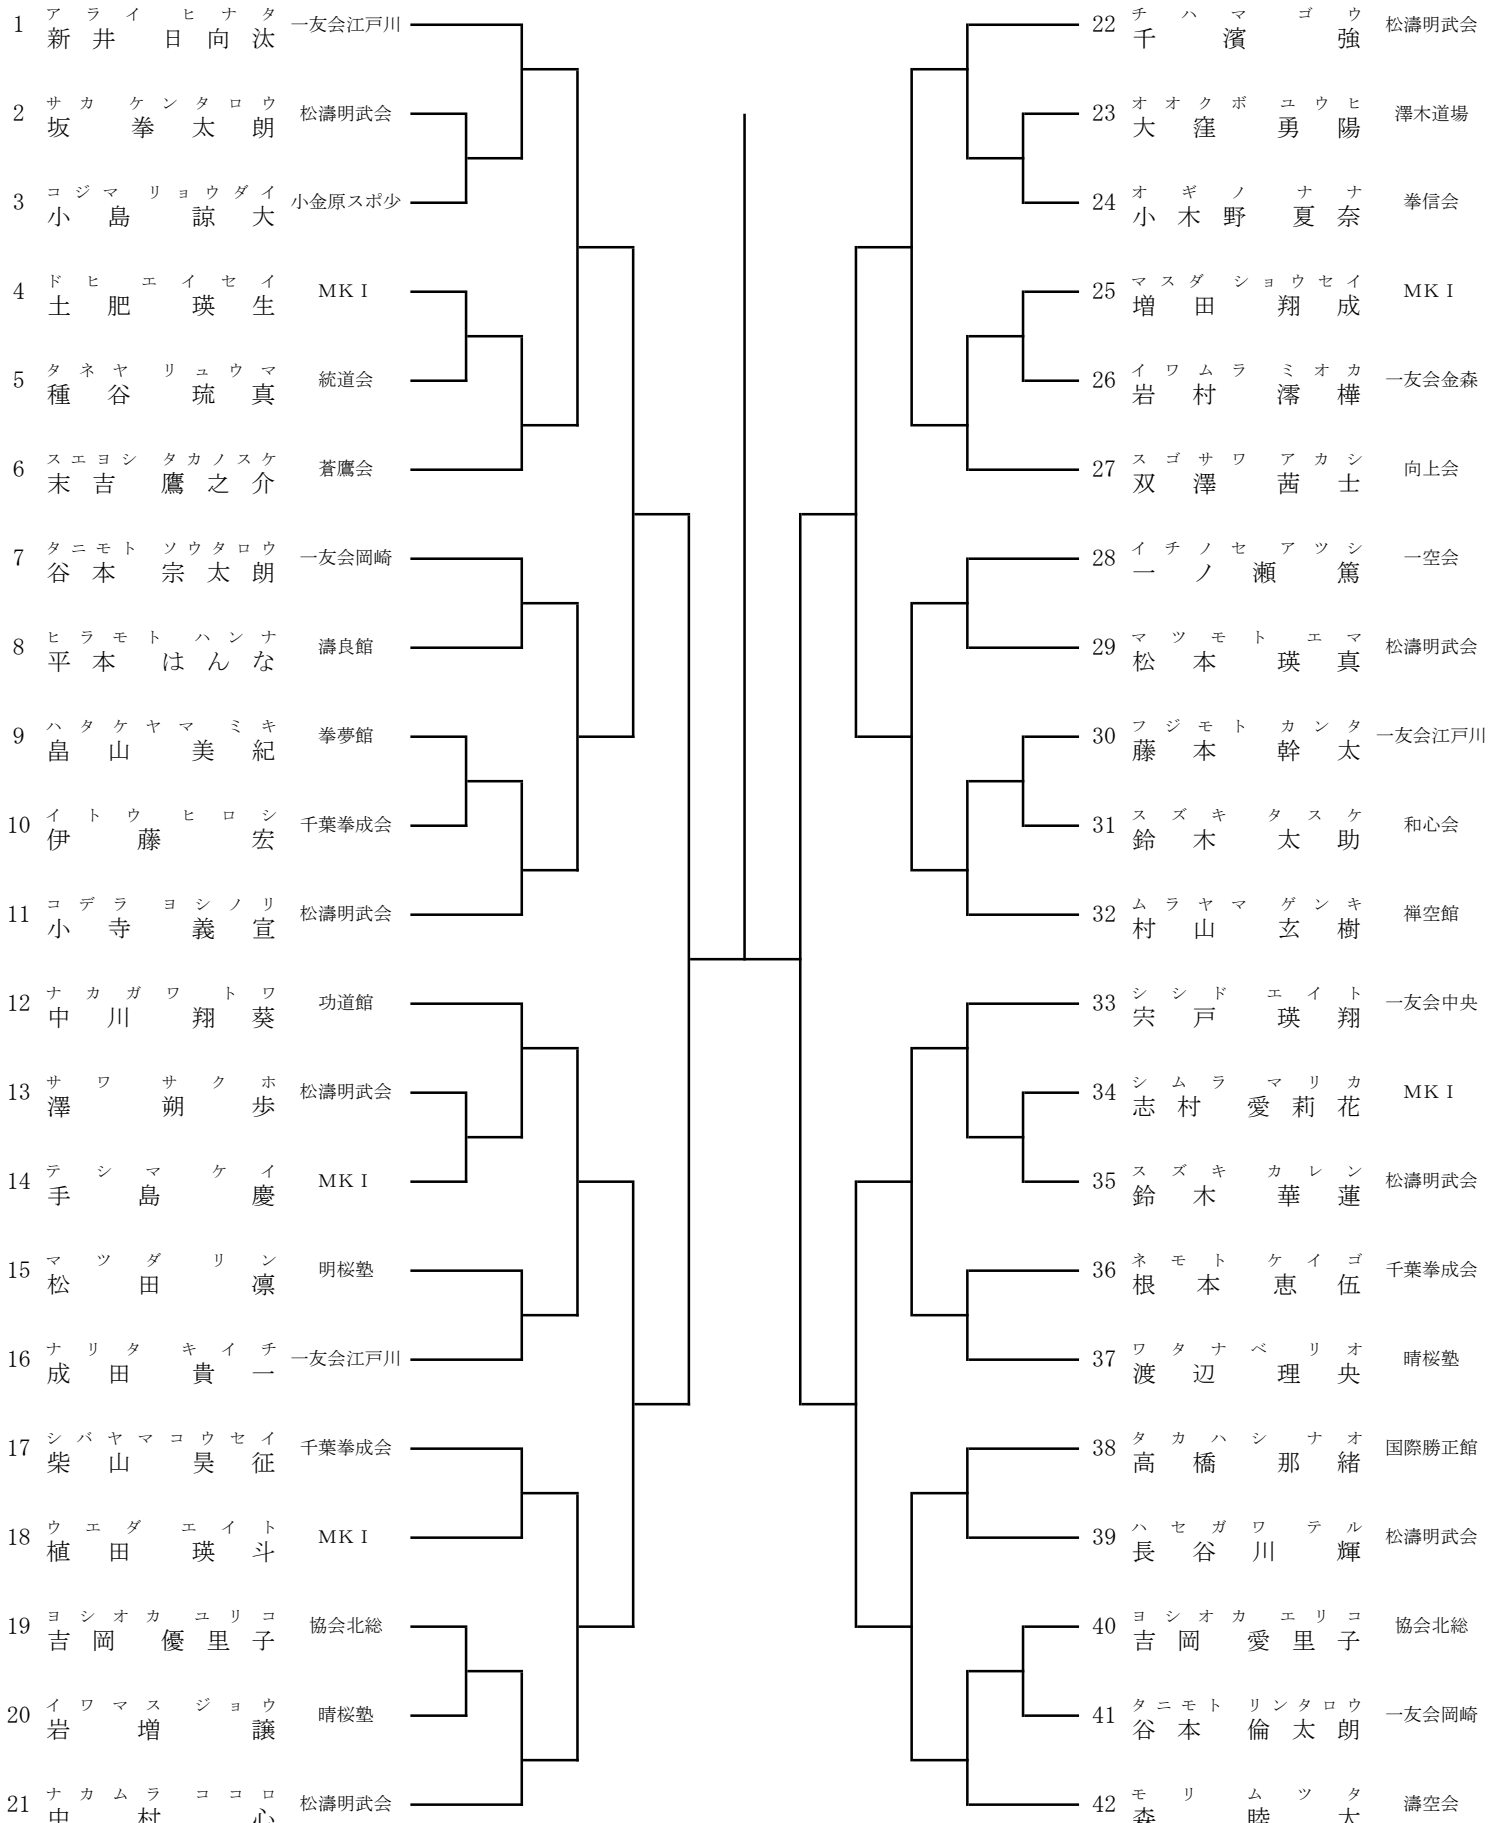 アライ ヒナタ
1 新井 日向汰 一友会江戸川
サカ ケンタロウ
2 坂 拳太朗 松濤明武会
コジマ リョウダイ
3 小島 諒大 小金原スポ少
ドヒ エイセイ
4 土肥 瑛生 MKI
タネヤ リュウマ
5 種谷 琉真 統道会
スエヨシ タカノスケ
6 末吉 鷹之介 蒼鷹会
タニモト ソウタロウ
7 谷本 宗太朗 一友会岡崎
ヒラモト ハンナ
8 平本 はんな 濤良館
ハタケヤマ ミキ
9 畠山 美紀 拳夢館
イトウ ヒロシ
10 伊藤 宏 千葉拳成会
コデラ ヨシノリ
11 小寺 義宣 松濤明武会
ナカガワ トワ
12 中川 翔葵 功道館
サワ サクホ
13 澤 朔歩 松濤明武会
テシマ ケイ
14 手島 慶 MKI
マツダ リン
15 松田 凛 明桜塾
ナリタ キイチ
16 成田 貴一 一友会江戸川
シバヤマ コウセイ
17 柴山 昊征 千葉拳成会
ウエダ エイト
18 植田 瑛斗 MKI
ヨシオカ ユリコ
19 吉岡 優里子 協会北総
イワマス ジョウ
20 岩増 譲 晴桜塾
ナカムラ ココロ
21 中村 心 松濤明武会
チハマ ゴウ
22 千濱 強 松濤明武会
オオクボ ユウヒ
23 大窪 勇陽 澤木道場
オギノ ナナ
24 小木野 夏奈 拳信会
マスダ ショウセイ
25 増田 翔成 MKI
イワムラ ミオカ
26 岩村 澪樺 一友会金森
スゴサワ アカシ
27 双澤 茜士 向上会
イチノセ アツシ
28 一ノ瀬 篤 一空会
マツモト エマ
29 松本 瑛真 松濤明武会
フジモト カンタ
30 藤本 幹太 一友会江戸川
スズキ タスケ
31 鈴木 太助 和心会
ムラヤマ ゲンキ
32 村山 玄樹 禅空館
シシド エイト
33 宍戸 瑛翔 一友会中央
シムラ マリカ
34 志村 愛莉花 MKI
スズキ カレン
35 鈴木 華蓮 松濤明武会
ネモト ケイゴ
36 根本 恵伍 千葉拳成会
ワタナベ リオ
37 渡辺 理央 晴桜塾
タカハシ ナオ
38 高橋 那緒 国際勝正館
ハセガワ テル
39 長谷川 輝 松濤明武会
ヨシオカ エリコ
40 吉岡 愛里子 協会北総
タニモト リンタロウ
41 谷本 倫太朗 一友会岡崎
モリ ムツタ
42 森 睦太 濤空会